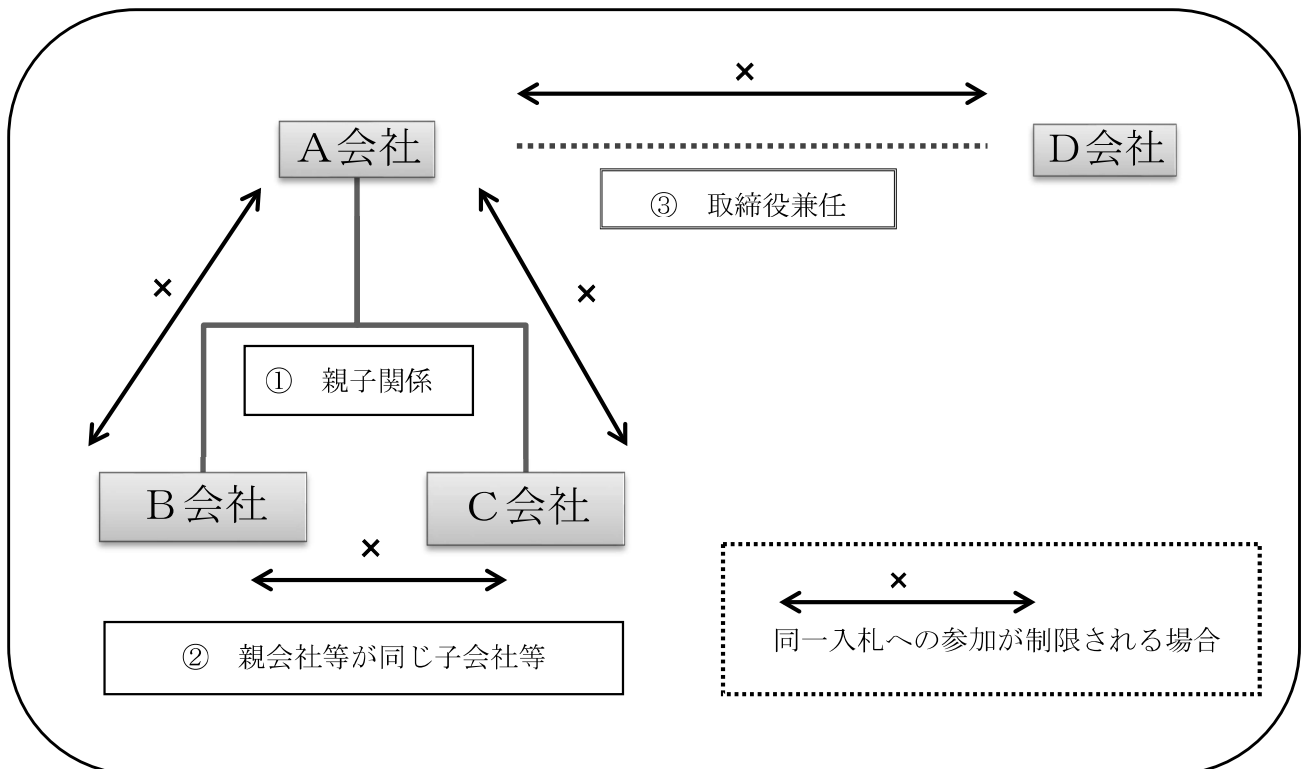 ×
A会社
D会社
③ 取締役兼任
×
×
① 親子関係
B会社
C会社
×
×
同一入札への参加が制限される場合
② 親会社等が同じ子会社等